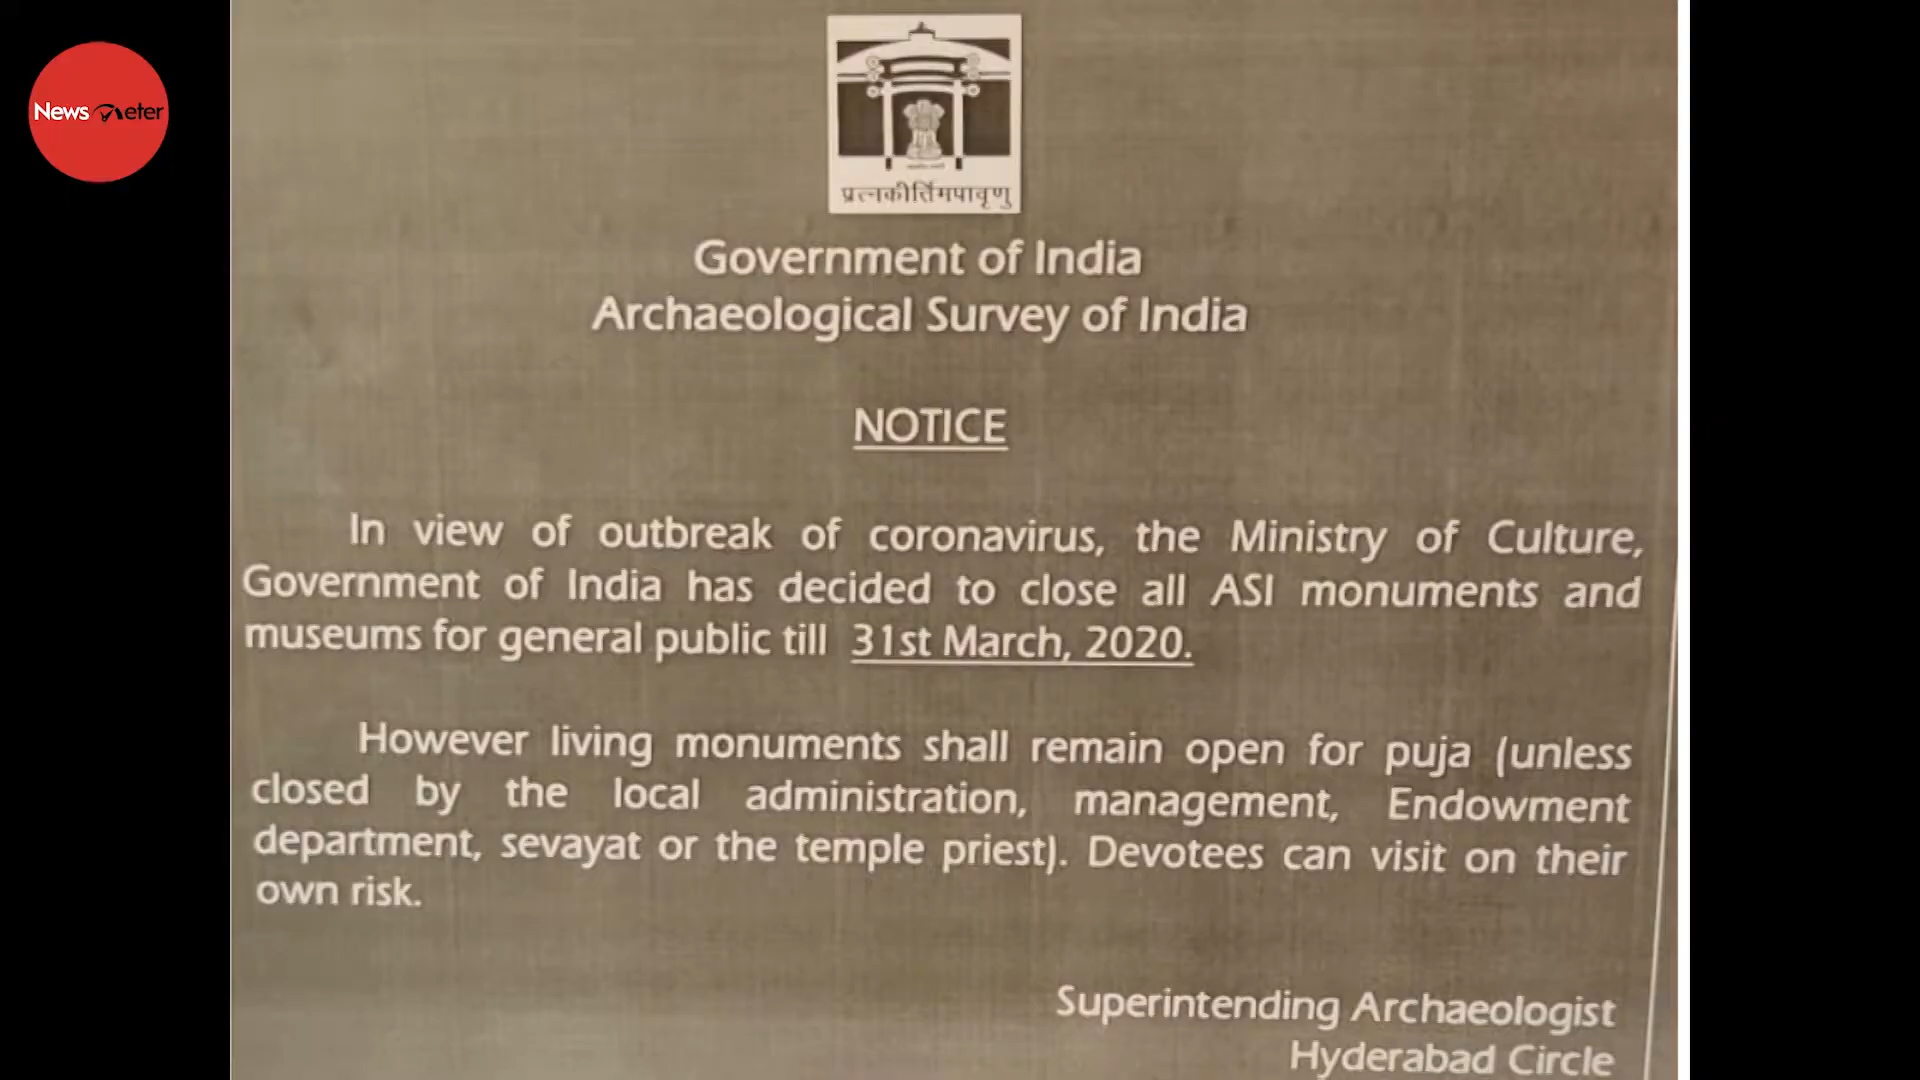 News Meter
प्रत्नकीर्तिमपावृणु
Government of India
Archaeological Survey of India
NOTICE
In view of outbreak of coronavirus, the Ministry of Culture,
Government of India has decided to close all ASI monuments and
museums for general public till 31st March, 2020.
However living monuments shall remain open for puja (unless
closed by the local administration, management, Endowment
department, sevayat or the temple priest). Devotees can visit on their
own risk.
Superintending Archaeologist
Hyderabad Circle